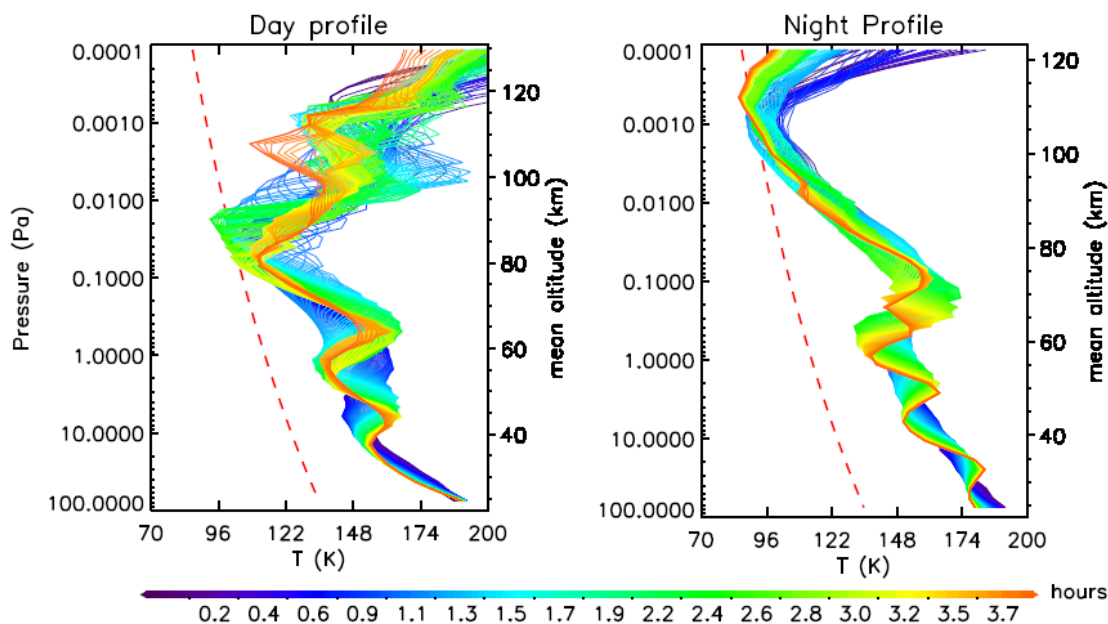 Day profile
Night Profile
0.0001
0.0010
0.0100
0.1000
1.0000
10.0000
100.0000
Pressure (Pa)
120
100
80
60
40
mean altitude (km)
70 96 122 148 174 200
T (K)
0.0001
0.0010
0.0100
0.1000
1.0000
10.0000
100.0000
120
100
80
60
40
mean altitude (km)
70 96 122 148 174 200
T (K)
hours
0.2 0.4 0.6 0.9 1.1 1.3 1.5 1.7 1.9 2.2 2.4 2.6 2.8 3.0 3.2 3.5 3.7